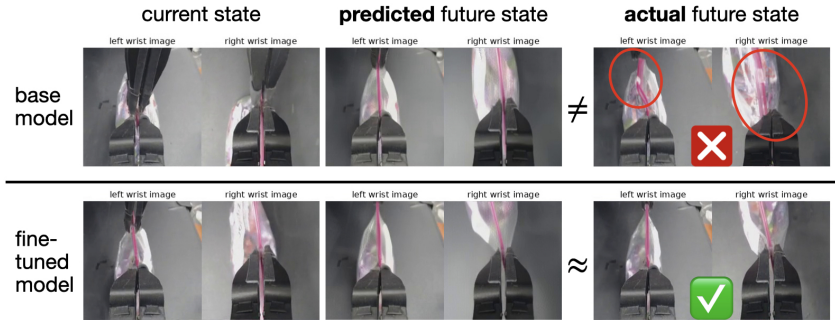 current state
predicted future state
actual future state
left wrist image
right wrist image
left wrist image
right wrist image
left wrist image
right wrist image
base
model
≠
left wrist image
right wrist image
left wrist image
right wrist image
left wrist image
right wrist image
fine-
tuned
model
≈